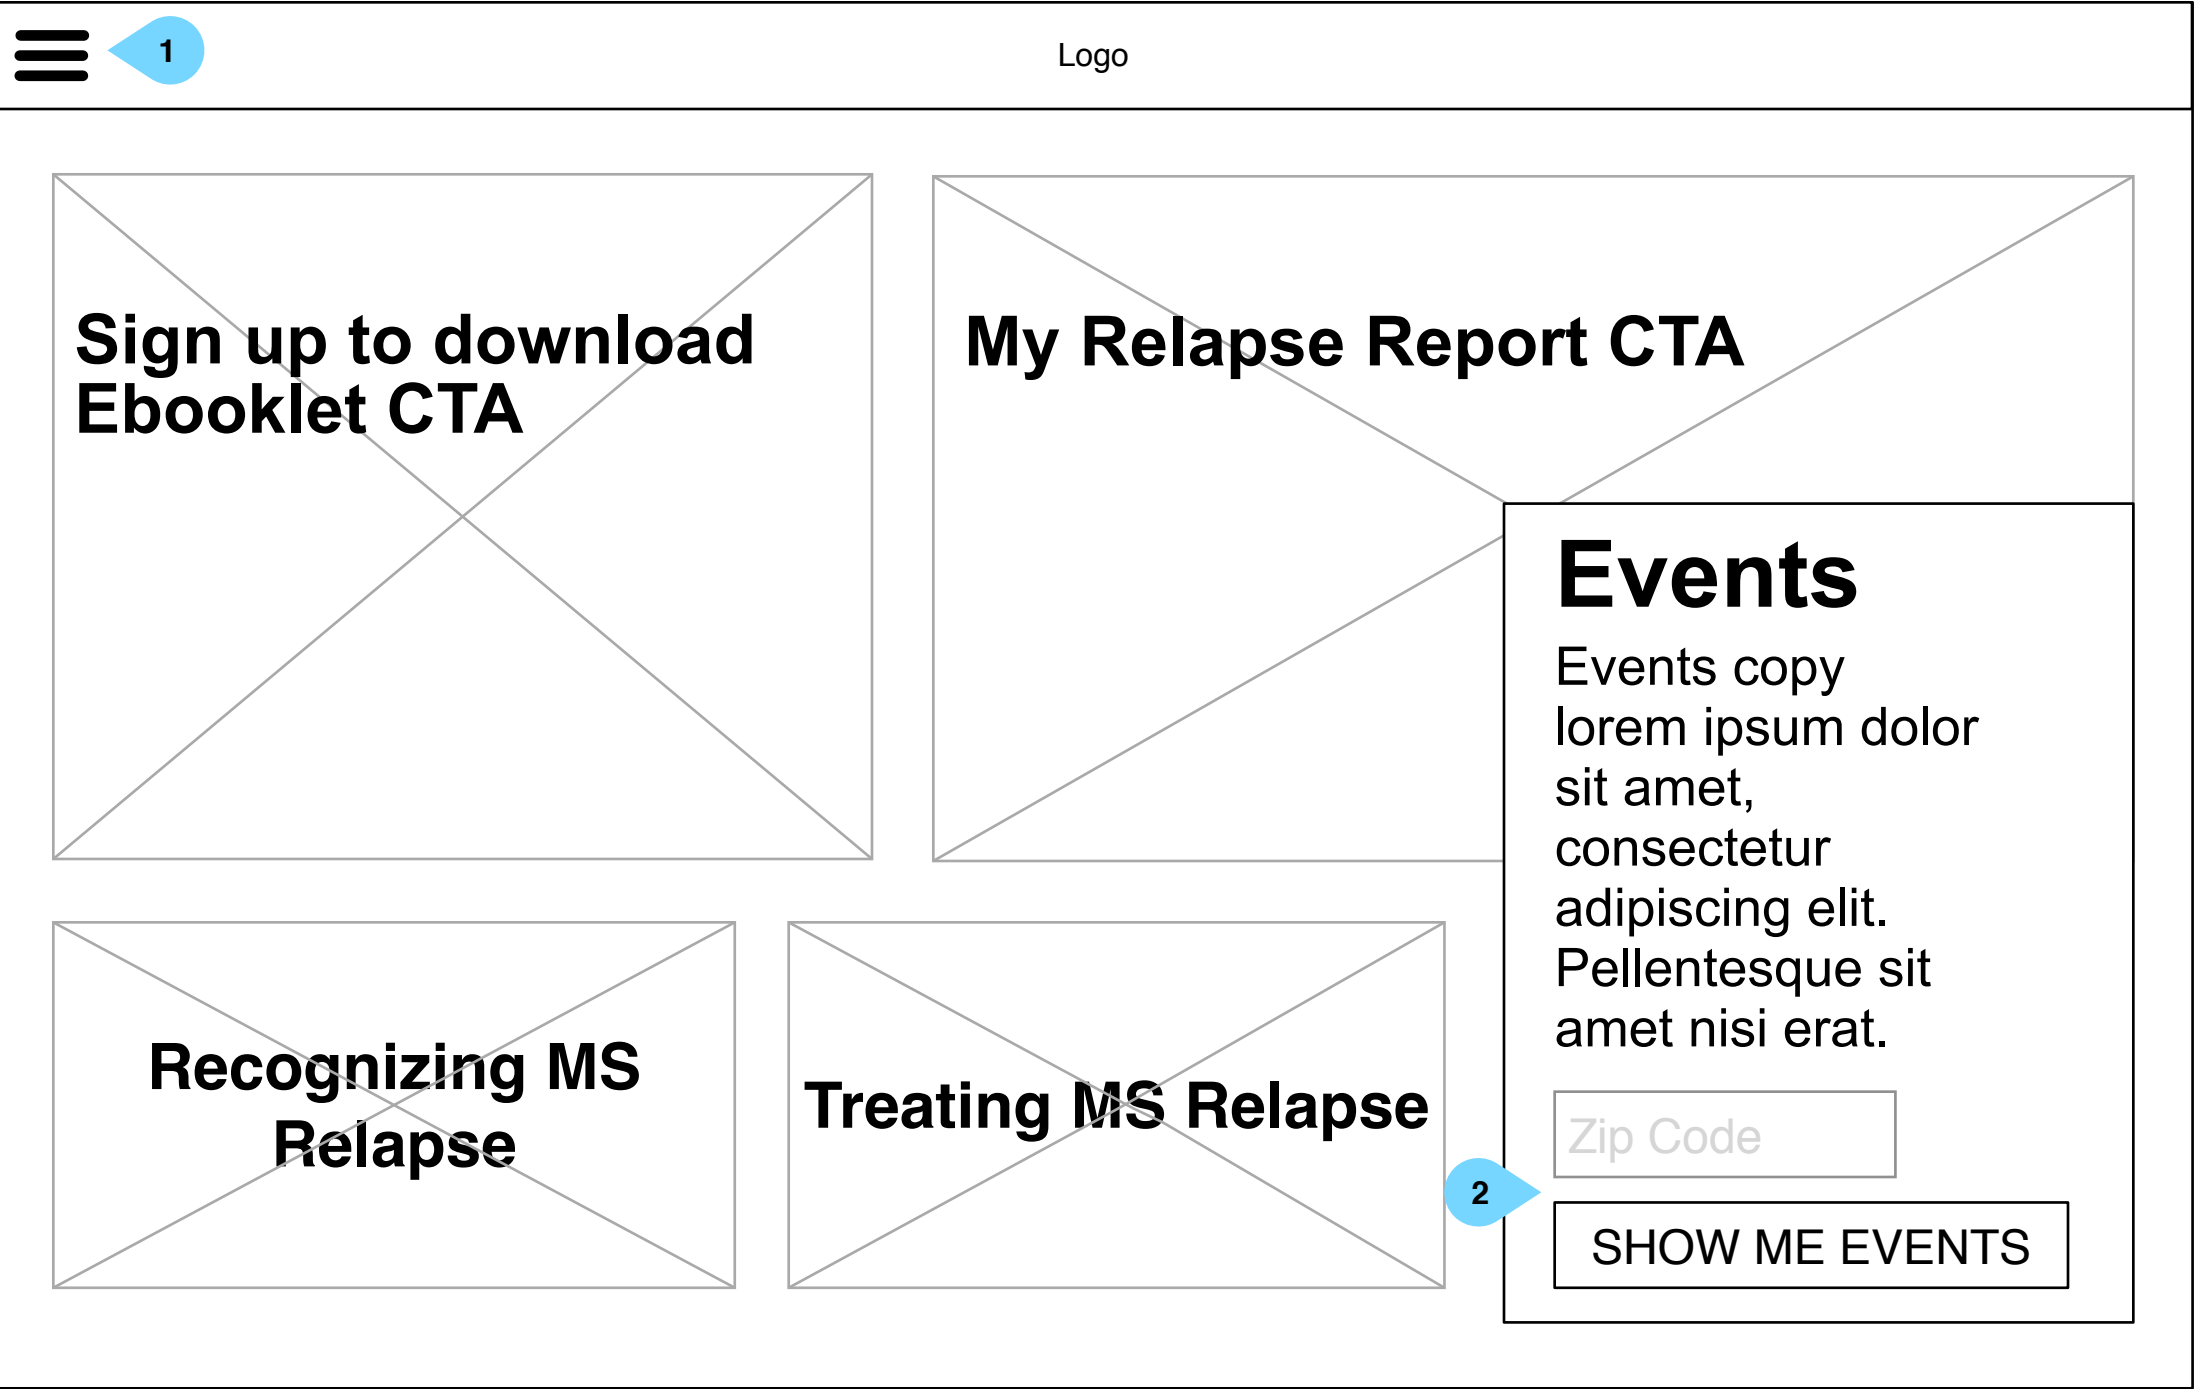 1
Logo
Sign up to download
Ebooklet CTA
My Relapse Report CTA
Events
Events copy
lorem ipsum dolor
sit amet,
consectetur
adipiscing elit.
Pellentesque sit
amet nisi erat.
Zip Code
2
SHOW ME EVENTS
Recognizing MS
Relapse
Treating MS Relapse